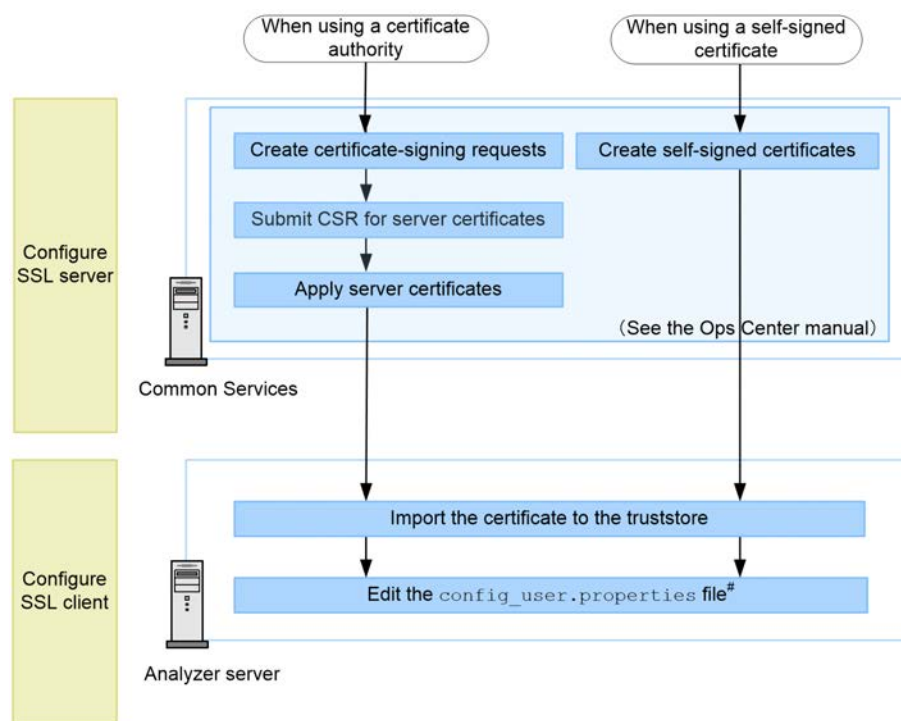 When using a certificate
authority
When using a self-signed
certificate
Configure
SSL server
Create certificate-signing requests
Create self-signed certificates
Submit CSR for server certificates
Apply server certificates
(See the Ops Center manual)
Common Services
Configure
SSL client
Import the certificate to the truststore
Edit the config_user.properties file#
Analyzer server